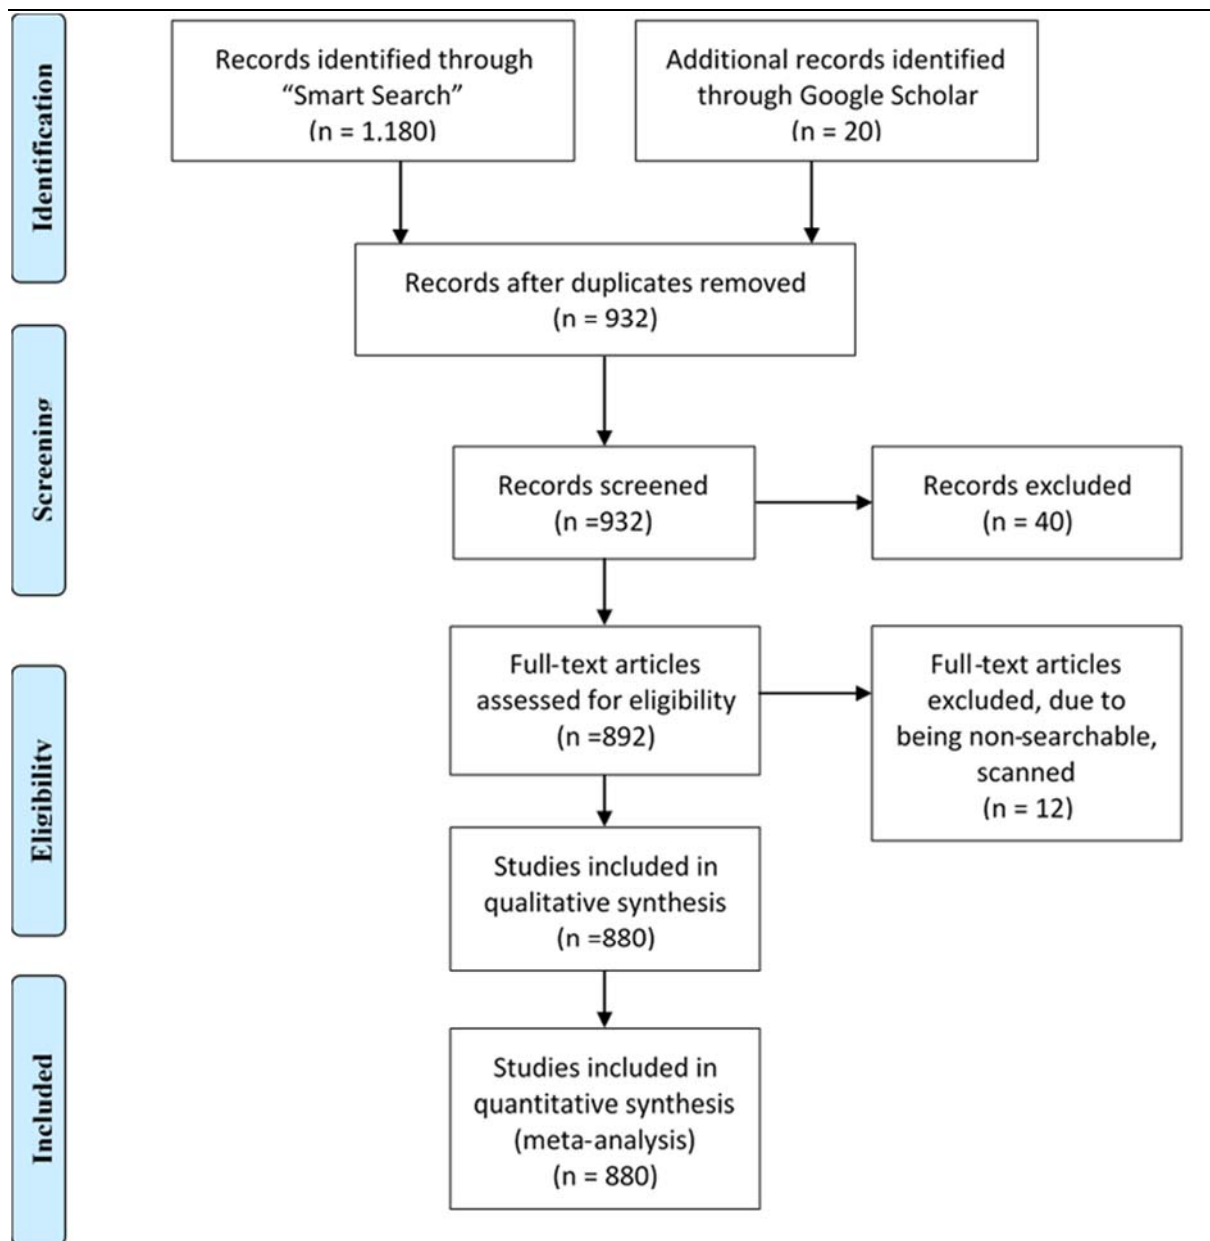 Identification
Records identified through
“Smart Search”
(n = 1.180)
Additional records identified
through Google Scholar
(n = 20)
Records after duplicates removed
(n = 932)
Screening
Records screened
(n =932)
Records excluded
(n = 40)
Eligibility
Full-text articles
assessed for eligibility
(n =892)
Full-text articles
excluded, due to
being non-searchable,
scanned
(n = 12)
Studies included in
qualitative synthesis
(n =880)
Included
Studies included in
quantitative synthesis
(meta-analysis)
(n = 880)